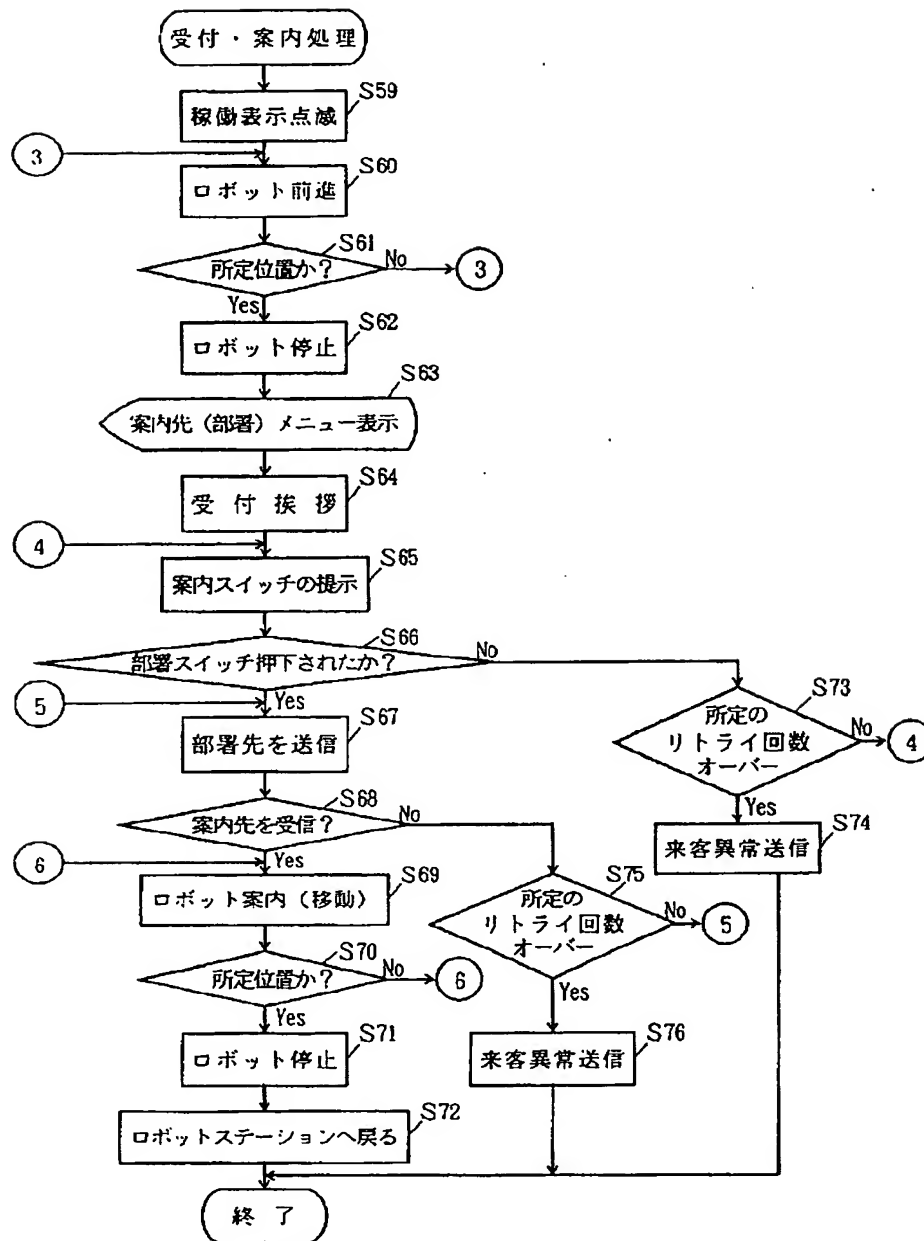 受付・案内処理
S59
稼働表示点滅
3
S60
ロボット前進
S61
所定位置か?
No
3
Yes
S62
ロボット停止
S63
案内先(部署)メニュー表示
S64
受付挨拶
4
S65
案内スイッチの提示
S66
部署スイッチ押下されたか?
No
5
Yes
S67
部署先を送信
S73
所定の
リトライ回数
オーバー
No
4
Yes
S74
来客異常送信
S68
案内先を受信?
No
6
Yes
S69
ロボット案内(移動)
S75
所定の
リトライ回数
オーバー
No
5
Yes
S76
来客異常送信
S70
所定位置か?
No
6
Yes
S71
ロボット停止
S72
ロボットステーションへ戻る
終了